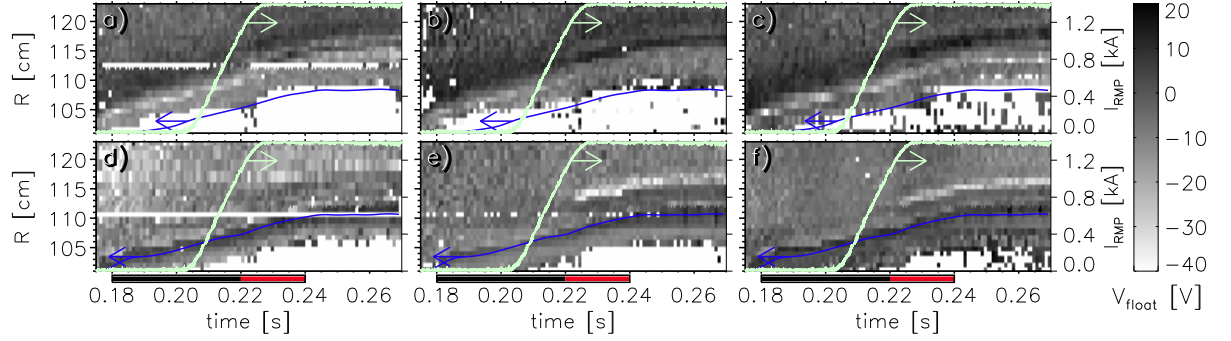 a) b) c)
120
115
110
105
R [cm]
1.2
0.8
0.4
0.0
I_RMP [kA]
d) e) f)
120
115
110
105
R [cm]
1.2
0.8
0.4
0.0
I_RMP [kA]
0.18 0.20 0.22 0.24 0.26 0.18 0.20 0.22 0.24 0.26 0.18 0.20 0.22 0.24 0.26
time [s] time [s] time [s]
20
10
0
−10
−20
−30
−40
V_float [V]